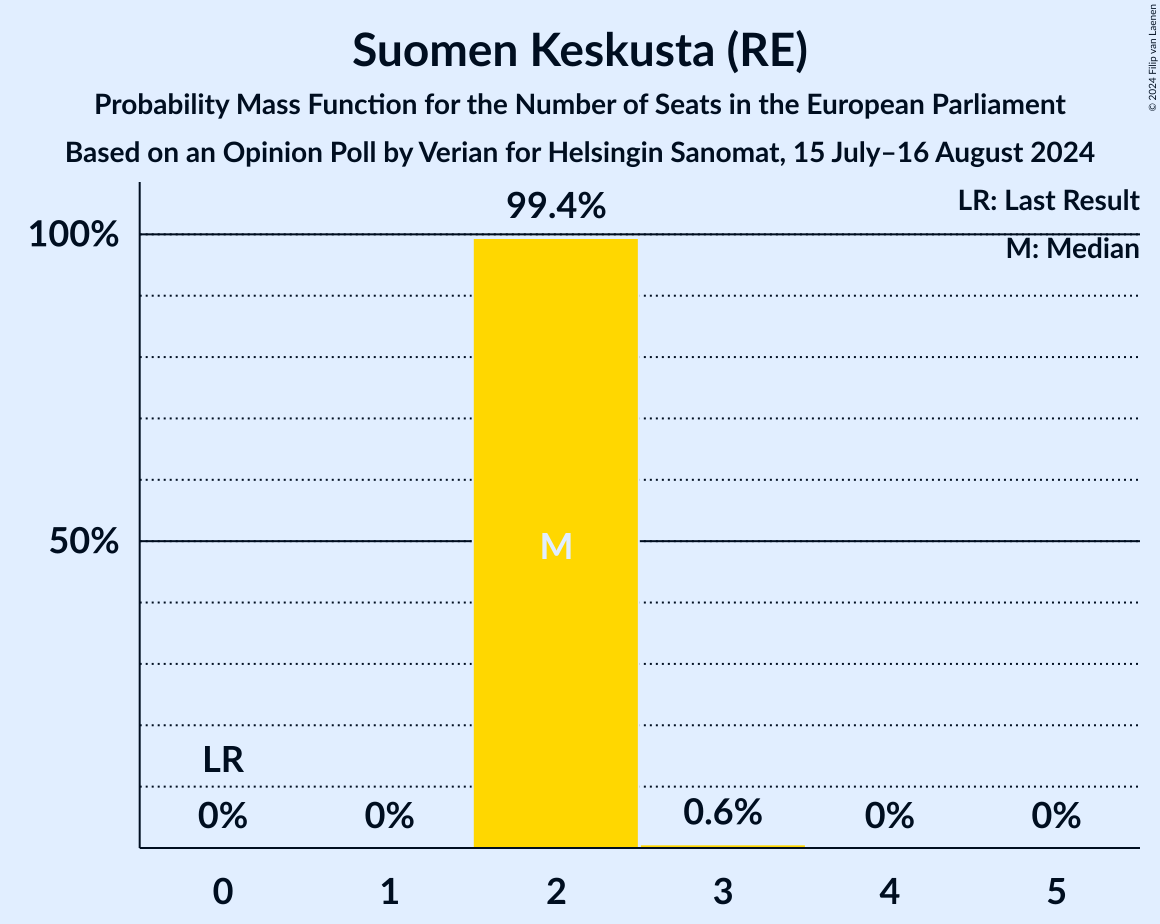 Suomen Keskusta (RE)
Probability Mass Function for the Number of Seats in the European Parliament
Based on an Opinion Poll by Verian for Helsingin Sanomat, 15 July–16 August 2024
© 2024 Filip van Laenen
LR: Last Result
M: Median
99.4%
100%
50%
M
LR
0%
0%
0.6%
0%
0%
0
1
2
3
4
5